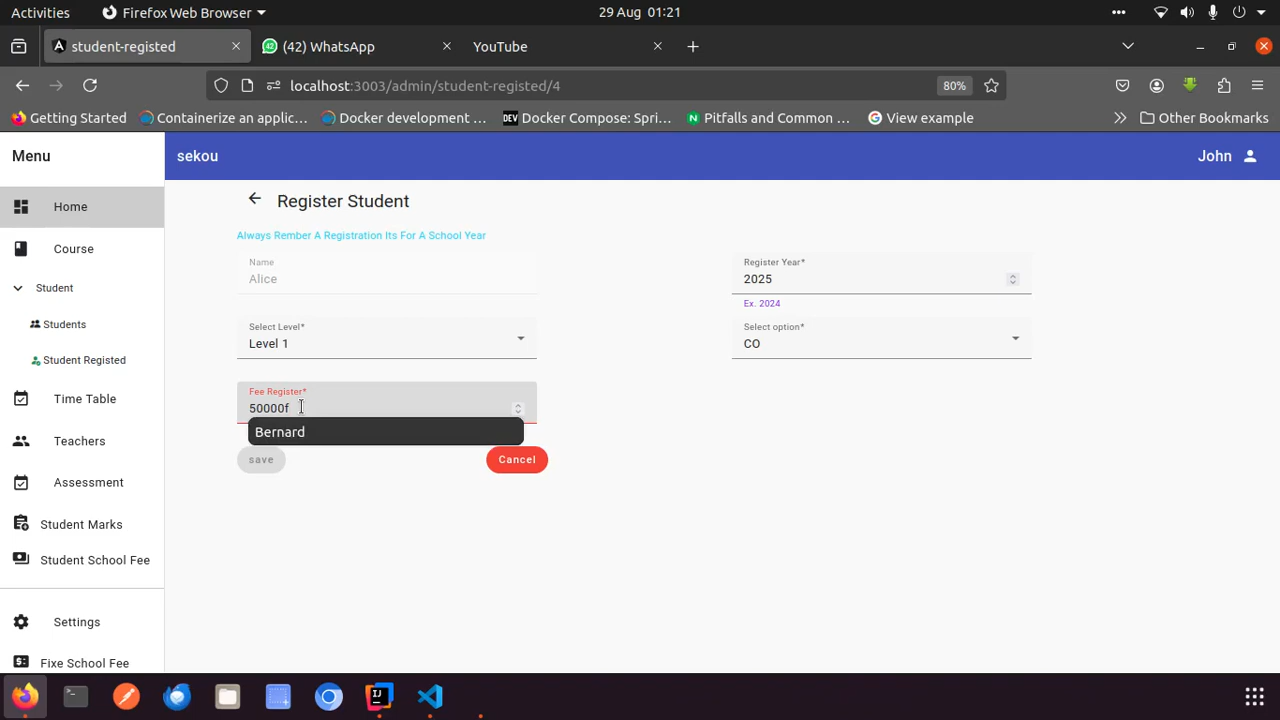 Activities
Firefox Web Browser
29 Aug 01:21
student-registed
(42) WhatsApp
YouTube
localhost:3003/admin/student-registed/4
80%
Getting Started
Containerize an applic…
Docker development …
Docker Compose: Spri…
Pitfalls and Common …
View example
Other Bookmarks
Menu
sekou
John
Home
Course
Student
Students
Student Registed
Time Table
Teachers
Assessment
Student Marks
Student School Fee
Settings
Fixe School Fee
Register Student
Always Rember A Registration Its For A School Year
Name
Alice
Register Year*
2025
Ex. 2024
Select Level*
Level 1
Select option*
CO
Fee Register*
50000f
Bernard
save
Cancel